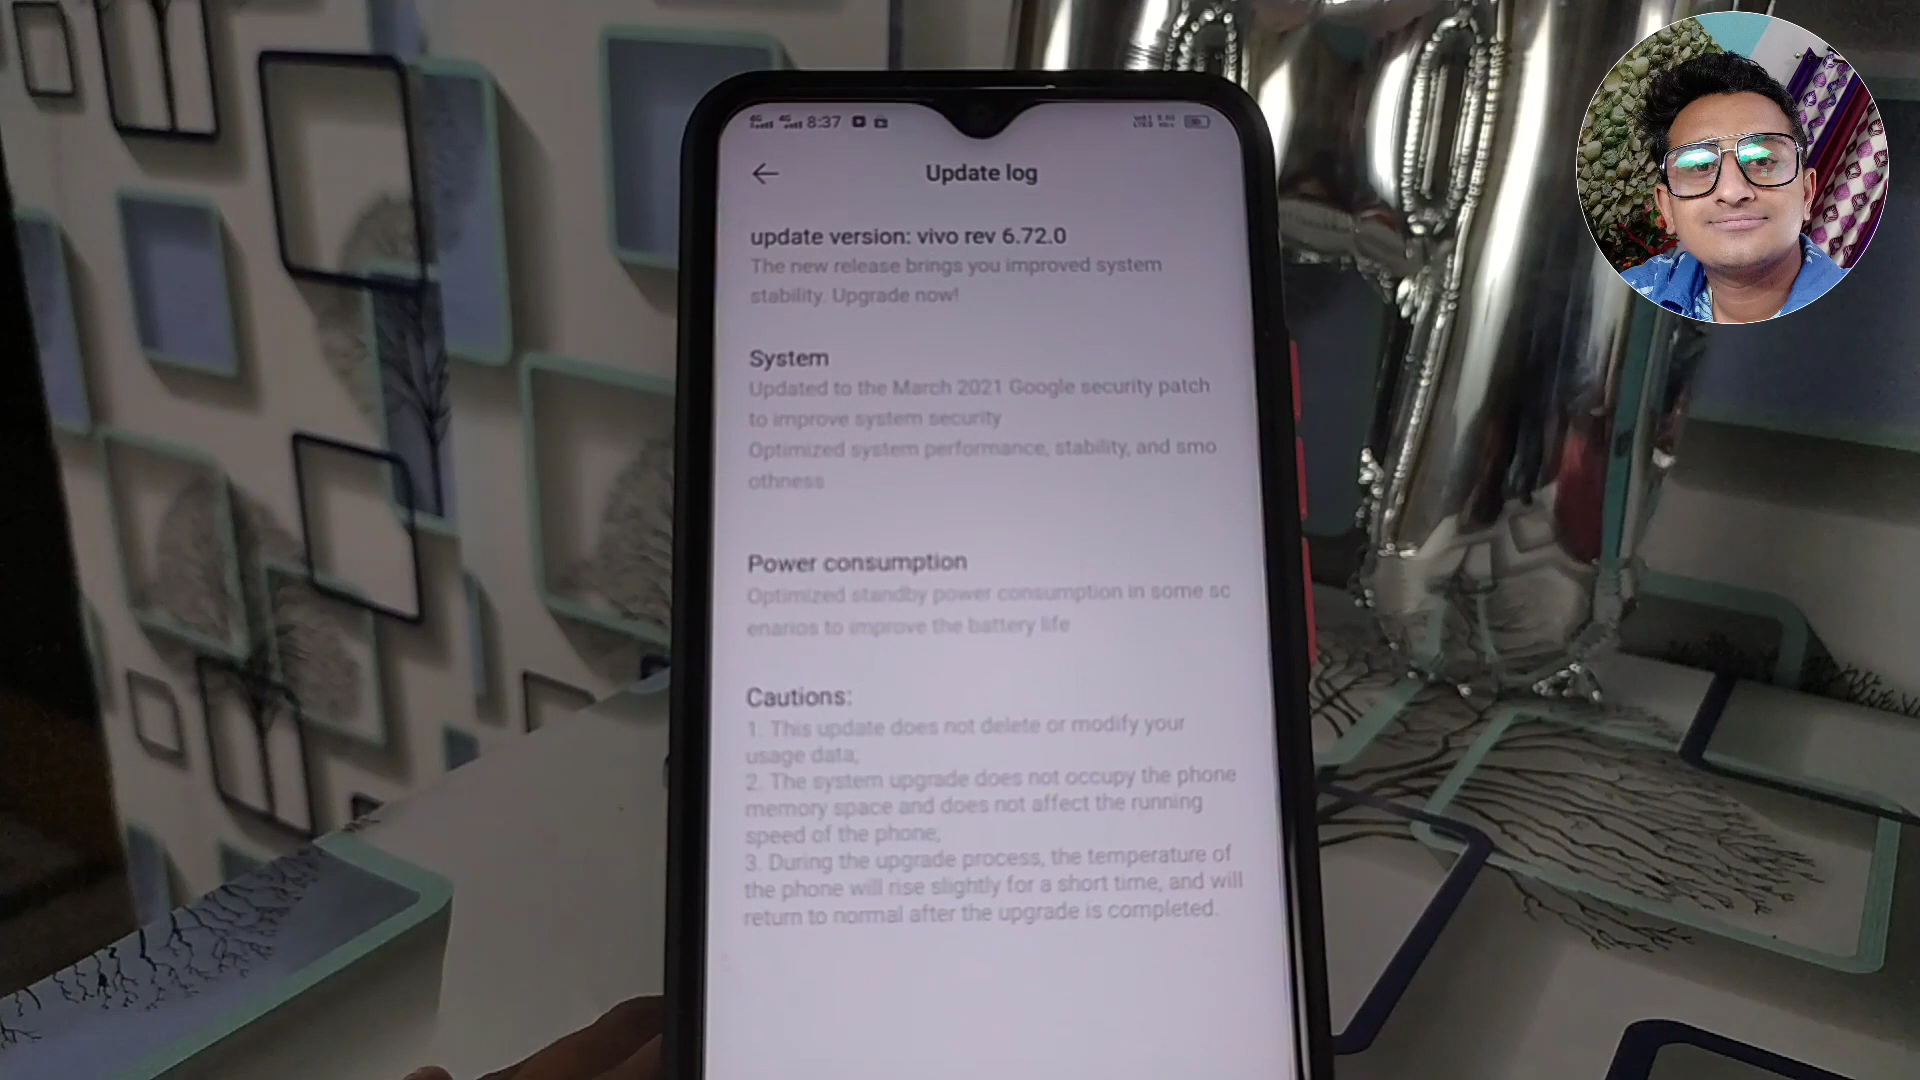 8:37
Update log
update version: vivo rev 6.72.0
The new release brings you improved system
stability. Upgrade now!
System
Updated to the March 2021 Google security patch
to improve system security
Optimized system performance, stability, and smo
othness
Power consumption
Optimized standby power consumption in some sc
enarios to improve the battery life
Cautions:
1. This update does not delete or modify your
usage data;
2. The system upgrade does not occupy the phone
memory space and does not affect the running
speed of the phone;
3. During the upgrade process, the temperature of
the phone will rise slightly for a short time, and will
return to normal after the upgrade is completed.